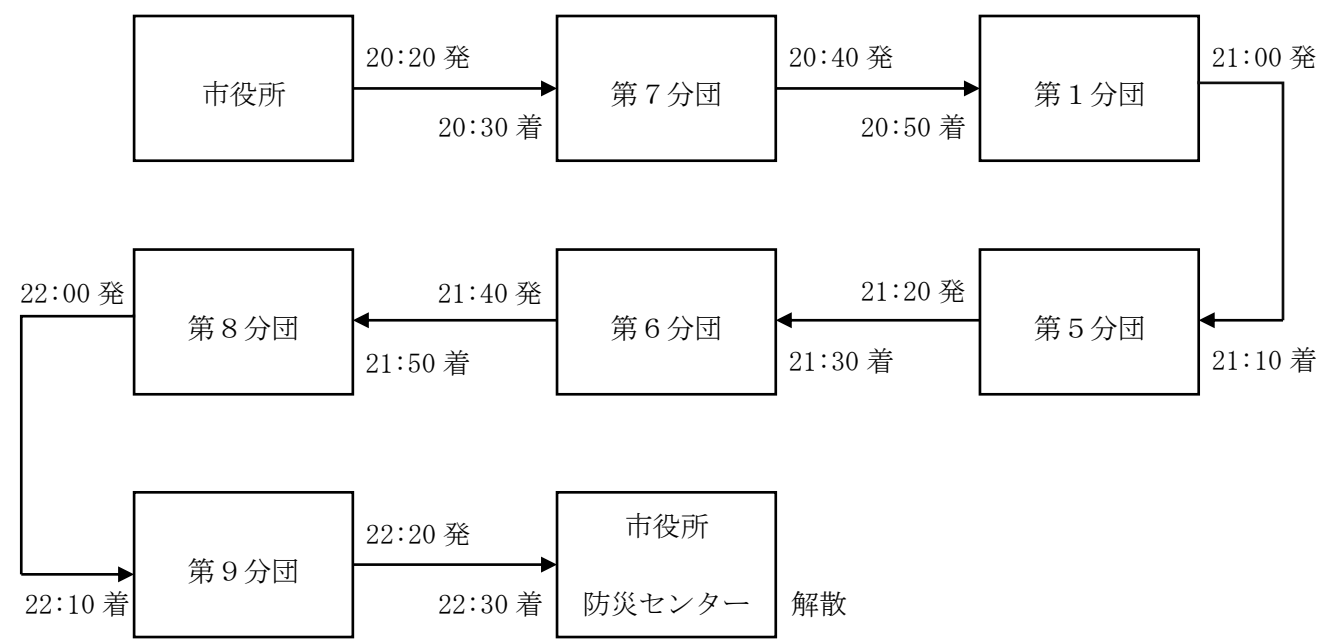 市役所
20:20 発
20:30 着
第７分団
20:40 発
20:50 着
第１分団
21:00 発
21:10 着
第５分団
21:20 発
21:30 着
第６分団
21:40 発
21:50 着
第８分団
22:00 発
22:10 着
第９分団
22:20 発
22:30 着
市役所
防災センター
解散